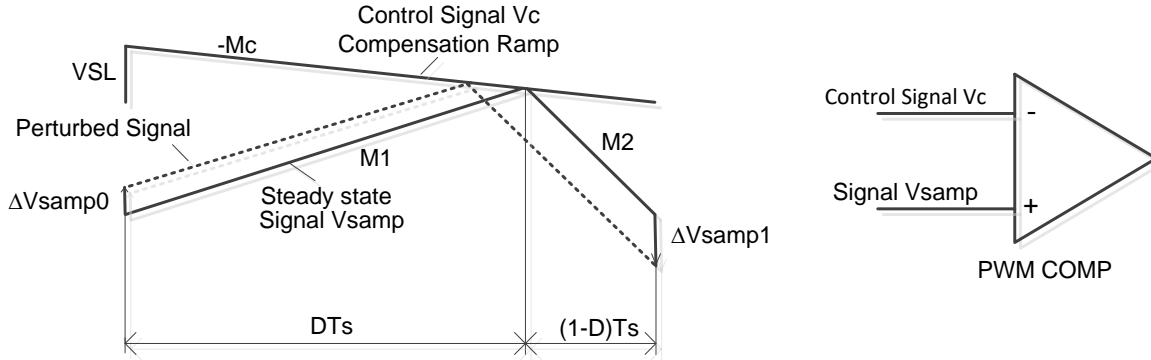 Control Signal Vc
Compensation Ramp
-Mc
VSL
Perturbed Signal
M1
M2
Steady state
Signal Vsamp
ΔVsamp0
ΔVsamp1
DTs
(1-D)Ts
Control Signal Vc
-
Signal Vsamp
+
PWM COMP